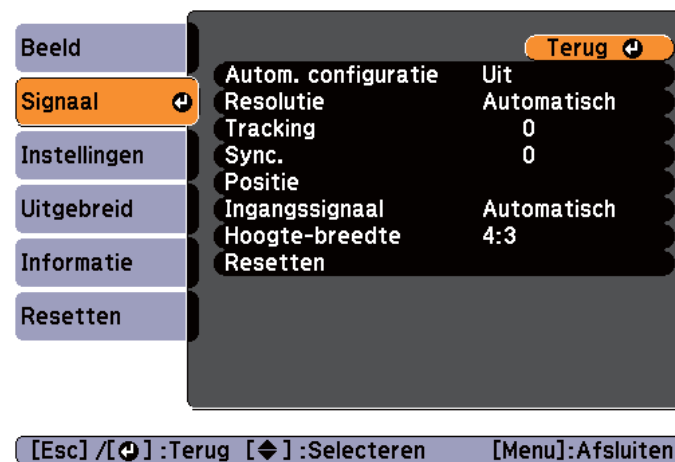 Beeld
Signaal
Instellingen
Uitgebreid
Informatie
Resetten
Terug
Autom. configuratie Uit
Resolutie Automatisch
Tracking 0
Sync. 0
Positie
Ingangssignaal Automatisch
Hoogte-breedte 4:3
Resetten
[Esc] /[ ] :Terug [ ] :Selecteren [Menu]:Afsluiten